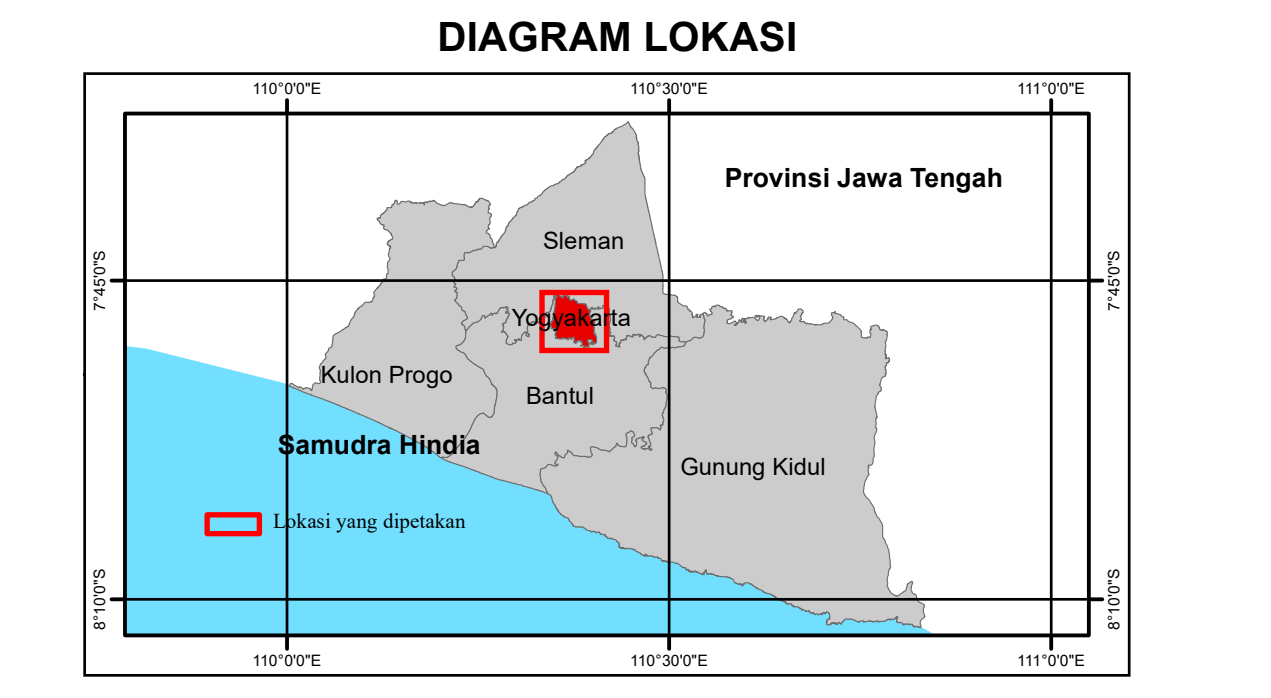 DIAGRAM LOKASI
110°0'0"E
110°30'0"E
111°0'0"E
Provinsi Jawa Tengah
Sleman
7°45'0"S
7°45'0"S
Yogyakarta
Kulon Progo
Bantul
Samudra Hindia
Gunung Kidul
Lokasi yang dipetakan
8°10'0"S
8°10'0"S
110°0'0"E
110°30'0"E
111°0'0"E